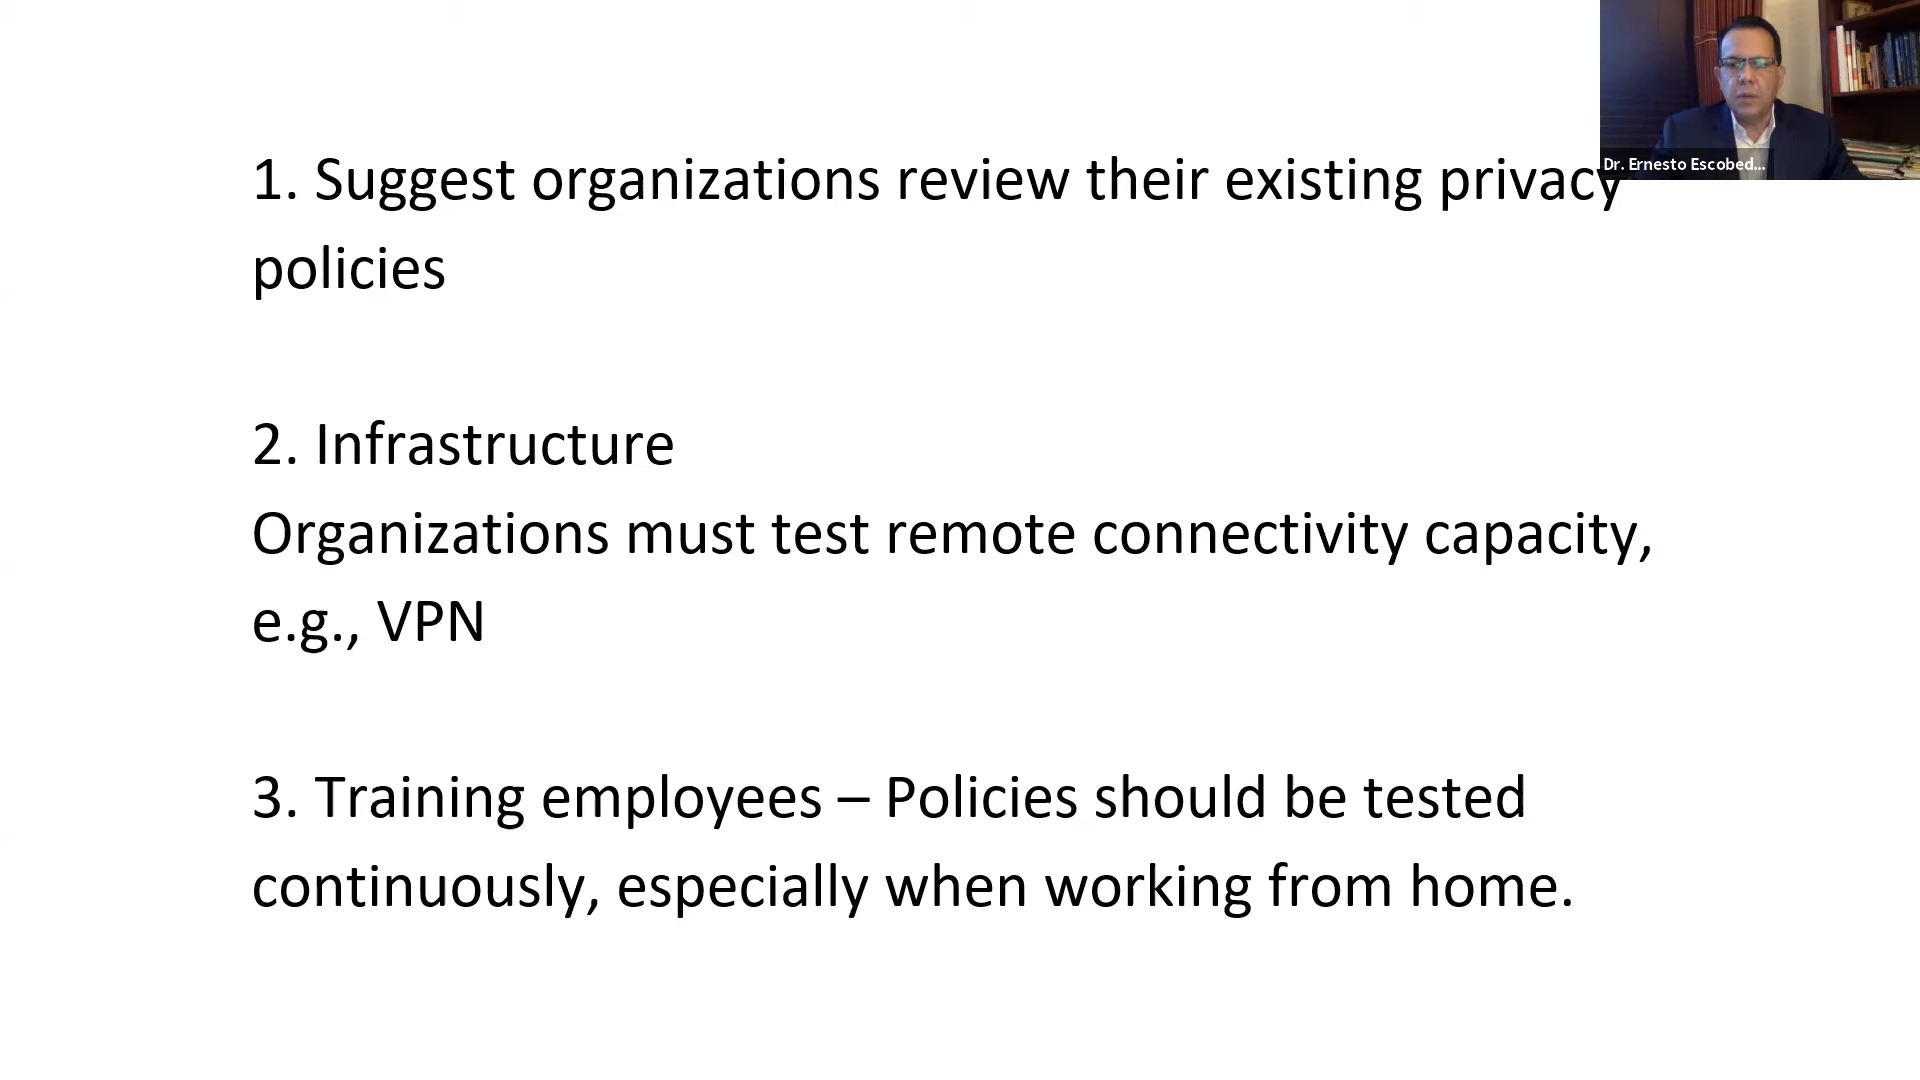 1. Suggest organizations review their existing privacy
policies
2. Infrastructure
Organizations must test remote connectivity capacity,
e.g., VPN
3. Training employees – Policies should be tested
continuously, especially when working from home.
Dr. Ernesto Escobed...